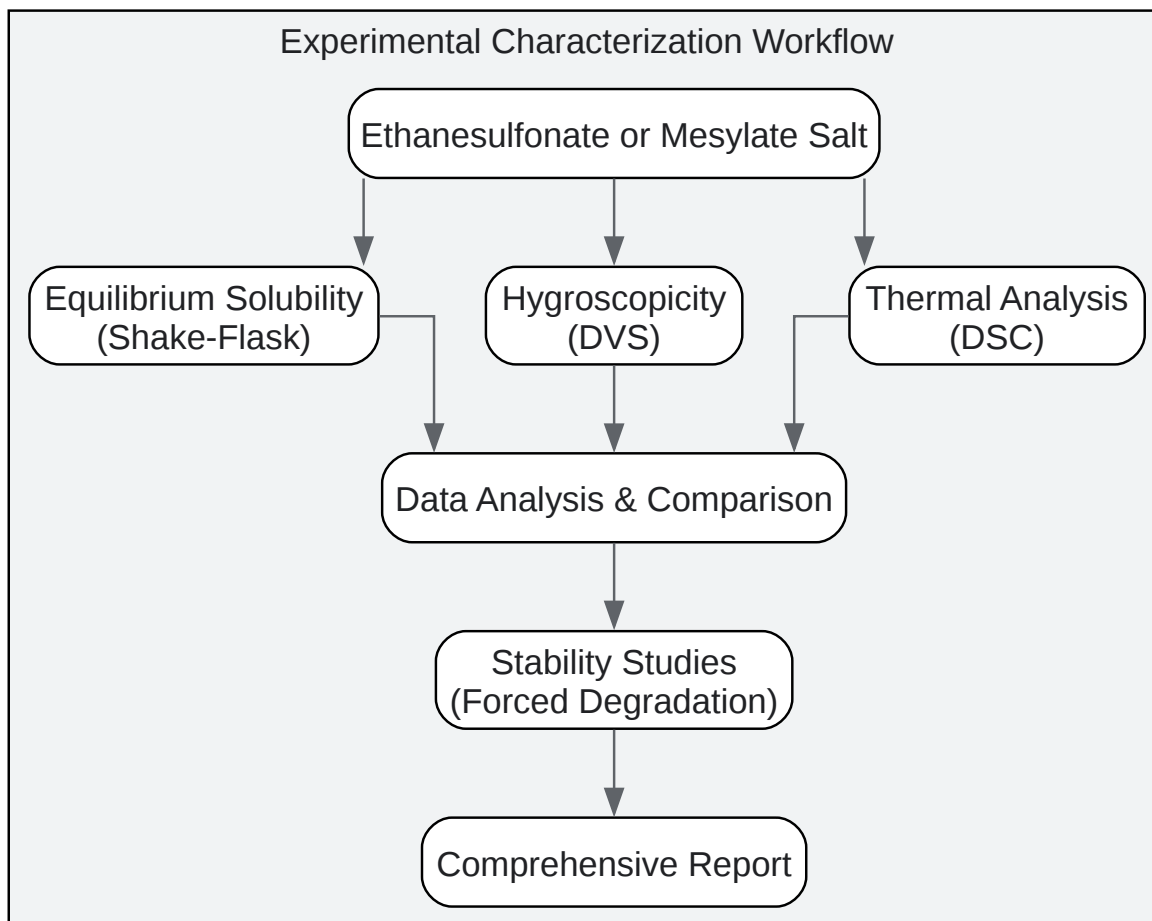 Experimental Characterization Workflow
Ethanesulfonate or Mesylate Salt
Equilibrium Solubility
(Shake-Flask)
Hygroscopicity
(DVS)
Thermal Analysis
(DSC)
Data Analysis & Comparison
Stability Studies
(Forced Degradation)
Comprehensive Report